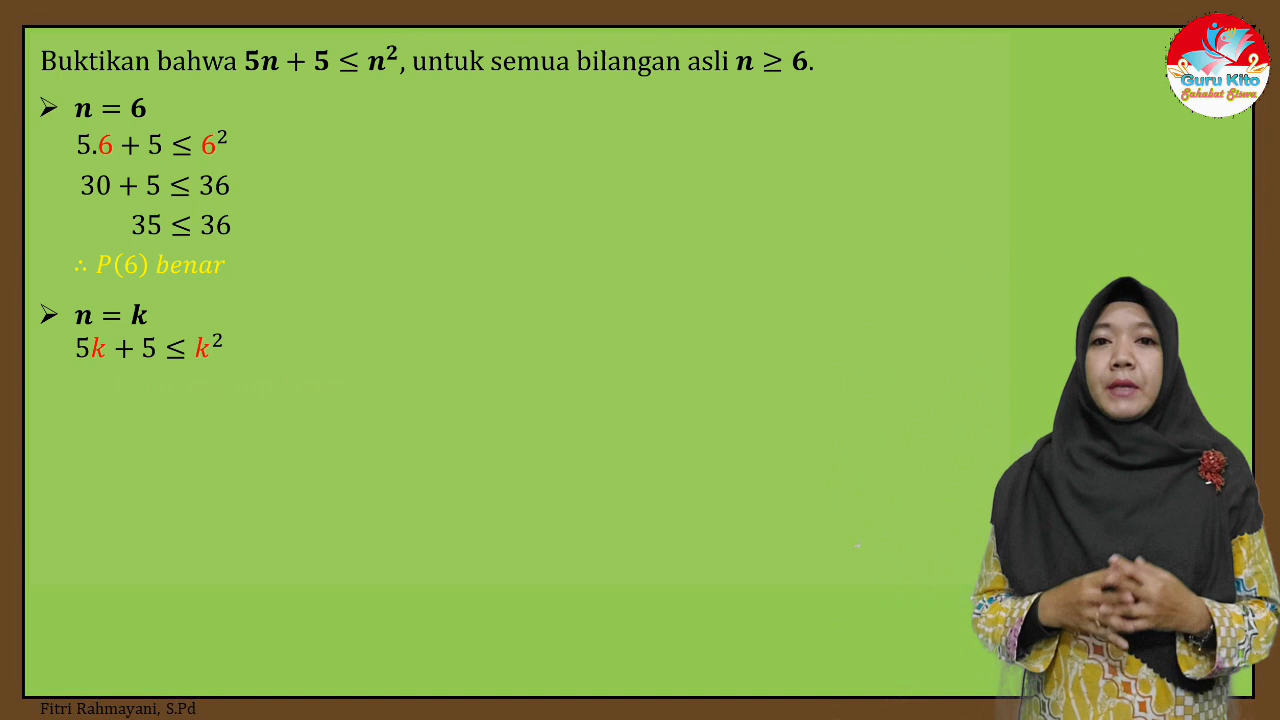 Buktikan bahwa 5n + 5 ≤ n², untuk semua bilangan asli n ≥ 6.
➢ n = 6
5.6 + 5 ≤ 6²
30 + 5 ≤ 36
35 ≤ 36
∴ P(6) benar
➢ n = k
5k + 5 ≤ k²
Guru Kito
Sahabat Siswa
Fitri Rahmayani, S.Pd